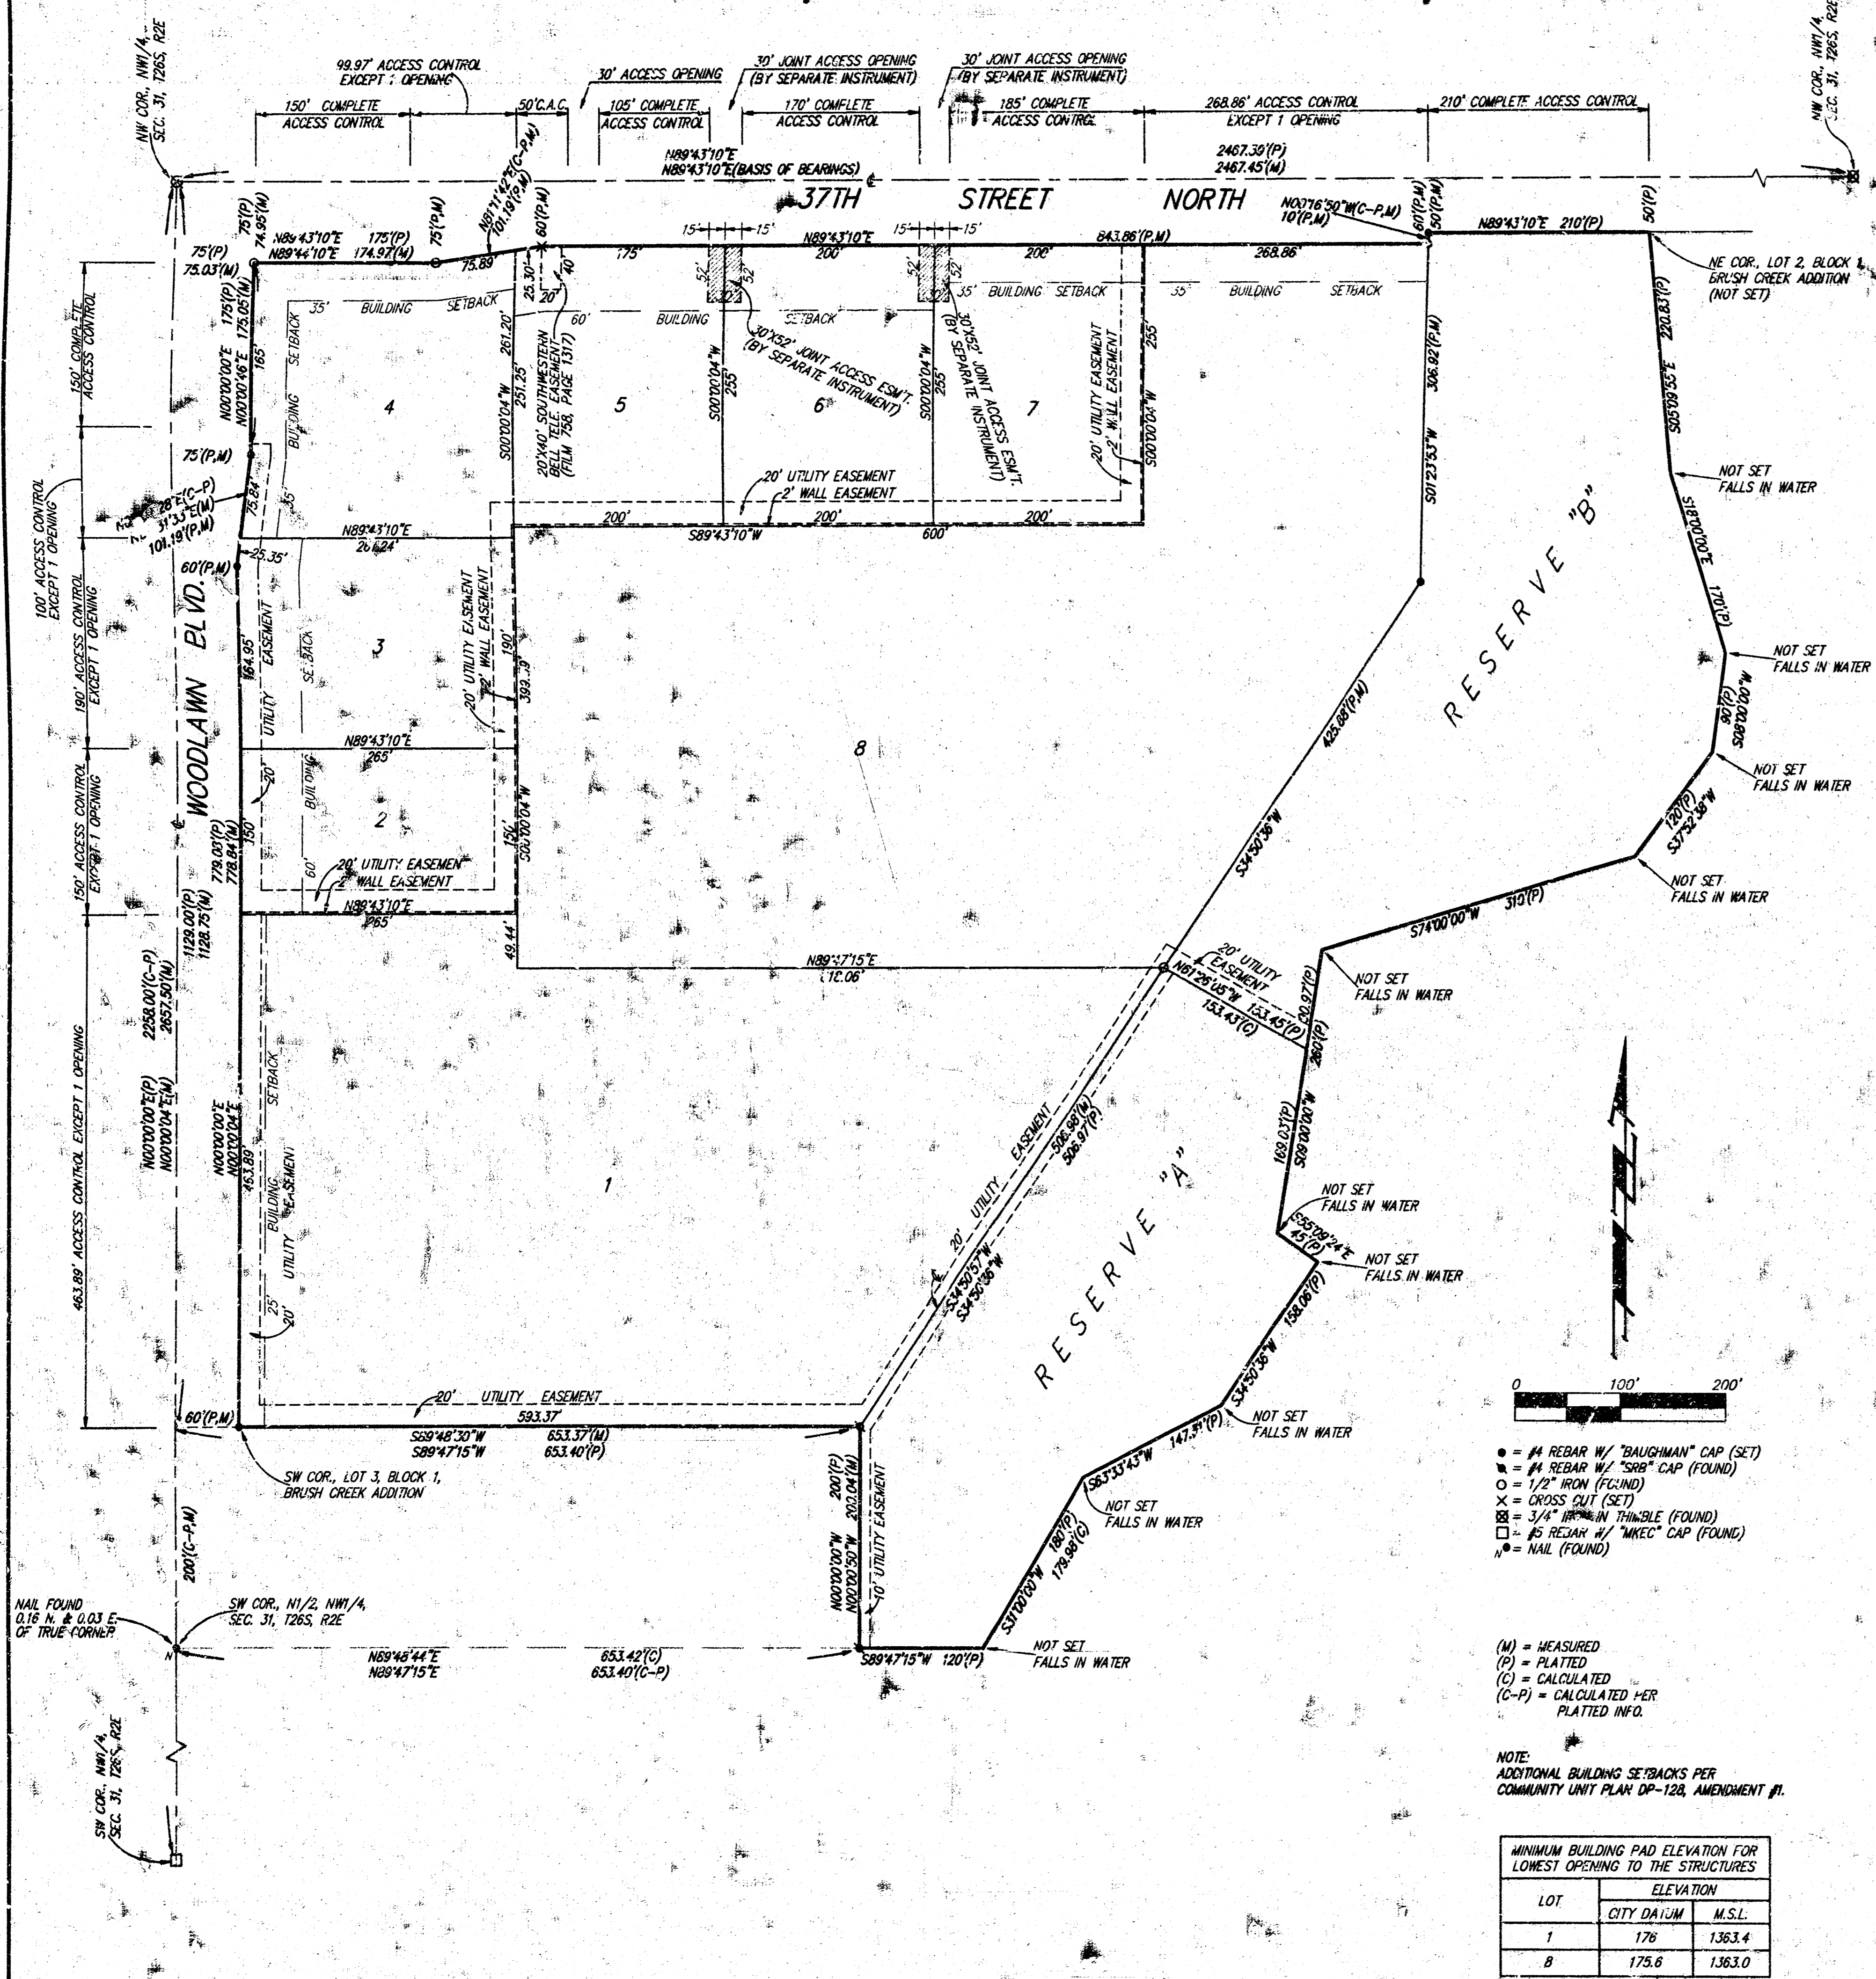 NW COR., NW1/4,
SEC. 31, T26S, R2E
99.97' ACCESS CONTROL
EXCEPT 1 OPENING
30' ACCESS OPENING
30' JOINT ACCESS OPENING
(BY SEPARATE INSTRUMENT)
30' JOINT ACCESS OPENING
(BY SEPARATE INSTRUMENT)
NW COR., NW1/4,
SEC. 31, T26S, R2E
150' COMPLETE
ACCESS CONTROL
50'C.A.C.
105' COMPLETE
ACCESS CONTROL
170' COMPLETE
ACCESS CONTROL
185' COMPLETE
ACCESS CONTROL
268.86' ACCESS CONTROL
EXCEPT 1 OPENING
210' COMPLETE ACCESS CONTROL
N89°43'10"E
N89°43'10"E(BASIS OF BEARINGS)
2467.39'(P)
2467.45'(M)
37TH STREET NORTH
75'(P)
74.95'(M)
75'(P)
75.03'(M)
N89°43'10"E 175'(P)
N89°44'10"E 174.97'(M)
75'(P,M)
N81°11'42"E(C-P,M)
101.19'(P,M)
60'(P,M)
75.89'
175'
15' 15'
N89°43'10"E
200'
15' 15'
200'
843.86'(P,M)
268.86'
N00°16'50"W(C-P,M)
10'(P,M)
60'(P,M)
50'(P,M)
N89°43'10"E 210'(P)
50'(P)
NE COR., LOT 2, BLOCK 1,
BRUSH CREEK ADDITION
(NOT SET)
150' COMPLETE
ACCESS CONTROL
N00°00'00"E 175'(P)
N00°00'46"E 175.05'(M)
165'
35' BUILDING SETBACK
BUILDING SETBACK
35'
4
25.30'
20'
40'
261.20'
251.25'
S00°00'04"W
20'X40' SOUTHWESTERN
BELL TELE. EASEMENT
(FILM 758, PAGE 1317)
60' BUILDING SETBACK
52' 52'
30'
30'X52' JOINT ACCESS ESM'T.
(BY SEPARATE INSTRUMENT)
5
S00°00'04"W
255'
6
52' 52'
30'
30'X52' JOINT ACCESS ESM'T.
(BY SEPARATE INSTRUMENT)
S00°00'04"W
255'
35' BUILDING SETBACK
7
20' UTILITY EASEMENT
2' WALL EASEMENT
255'
S00°00'04"W
35' BUILDING SETBACK
306.92'(P,M)
S01°23'53"W
220.83'(P)
S05°09'55"E
NOT SET
FALLS IN WATER
75'(P,M)
75.84'
101.19'(P,M)
100' ACCESS CONTROL
EXCEPT 1 OPENING
20' UTILITY EASEMENT
2' WALL EASEMENT
200'
200'
200'
S89°43'10"W
600'
N89°43'10"E
25.35'
60'(P,M)
S18°00'00"E 170'(P)
RESERVE "B"
NOT SET
FALLS IN WATER
190' ACCESS CONTROL
EXCEPT 1 OPENING
WOODLAWN BLVD.
164.95'
UTILITY EASEMENT
3
20' UTILITY EASEMENT
2' WALL EASEMENT
190'
S08°00'00"W
90'(P)
NOT SET
FALLS IN WATER
425.88'(P,M)
S34°50'36"W
8
N89°43'10"E
265'
20'
150'
BUILDING
60'
2
150'
S00°00'04"W
150' ACCESS CONTROL
EXCEPT 1 OPENING
779.03'(P)
778.84'(M)
120'(P)
S37°52'38"W
NOT SET
FALLS IN WATER
20' UTILITY EASEMENT
2' WALL EASEMENT
N89°43'10"E
265'
49.44'
1129.00'(P)
1128.75'(M)
2258.00'(C-P)
2657.50'(M)
S74°00'00"W 310'(P)
NOT SET
FALLS IN WATER
N89°47'15"E
20' UTILITY
EASEMENT
N61°26'05"W 153.45'(P)
153.43'(C)
260'(P)
S09°00'00"W
169.03'(P)
463.89' ACCESS CONTROL EXCEPT 1 OPENING
N00°00'00"E(P)
N00°00'04"E(M)
N00°00'00"E
N00°00'04"E
463.89'
BUILDING SETBACK
25'
UTILITY EASEMENT
20'
1
20' UTILITY EASEMENT
506.98'(M)
506.97'(P)
S34°50'57"W
S34°50'36"W
RESERVE "A"
NOT SET
FALLS IN WATER
S55°09'24"E
45'(P)
NOT SET
FALLS IN WATER
158.06'(P)
S34°50'36"W
NOT SET
FALLS IN WATER
0 100' 200'
20' UTILITY EASEMENT
593.37'
60'(P,M)
S69°48'30"W 653.37'(M)
S89°47'15"W 653.40'(P)
SW COR., LOT 3, BLOCK 1,
BRUSH CREEK ADDITION
147.31'(P)
S63°33'43"W
NOT SET
FALLS IN WATER
N00°00'00"W 200'(P)
N00°00'50"W 200.04'(M)
10' UTILITY EASEMENT
180'(P)
179.98'(C)
S31°00'00"W
200'(C-P,M)
NAIL FOUND
0.16 N. & 0.03 E.
OF TRUE CORNER
SW COR., N1/2, NW1/4,
SEC. 31, T26S, R2E
N
N69°48'44"E 653.42'(C)
N89°47'15"E 653.40'(C-P)
S89°47'15"W 120'(P)
NOT SET
FALLS IN WATER
SW COR., NW1/4,
SEC. 31, T26S, R2E
● = #4 REBAR W/ "BAUGHMAN" CAP (SET)
= #4 REBAR W/ "SRB" CAP (FOUND)
○ = 1/2" IRON (FOUND)
× = CROSS CUT (SET)
⊠ = 3/4" IN THIMBLE (FOUND)
□ = #5 REBAR W/ "MKEC" CAP (FOUND)
N● = NAIL (FOUND)
(M) = MEASURED
(P) = PLATTED
(C) = CALCULATED
(C-P) = CALCULATED PER
PLATTED INFO.
NOTE:
ADDITIONAL BUILDING SETBACKS PER
COMMUNITY UNIT PLAN DP-128, AMENDMENT #1.
MINIMUM BUILDING PAD ELEVATION FOR
LOWEST OPENING TO THE STRUCTURES
LOT ELEVATION
CITY DATUM M.S.L.
1 176 1363.4
8 175.6 1363.0